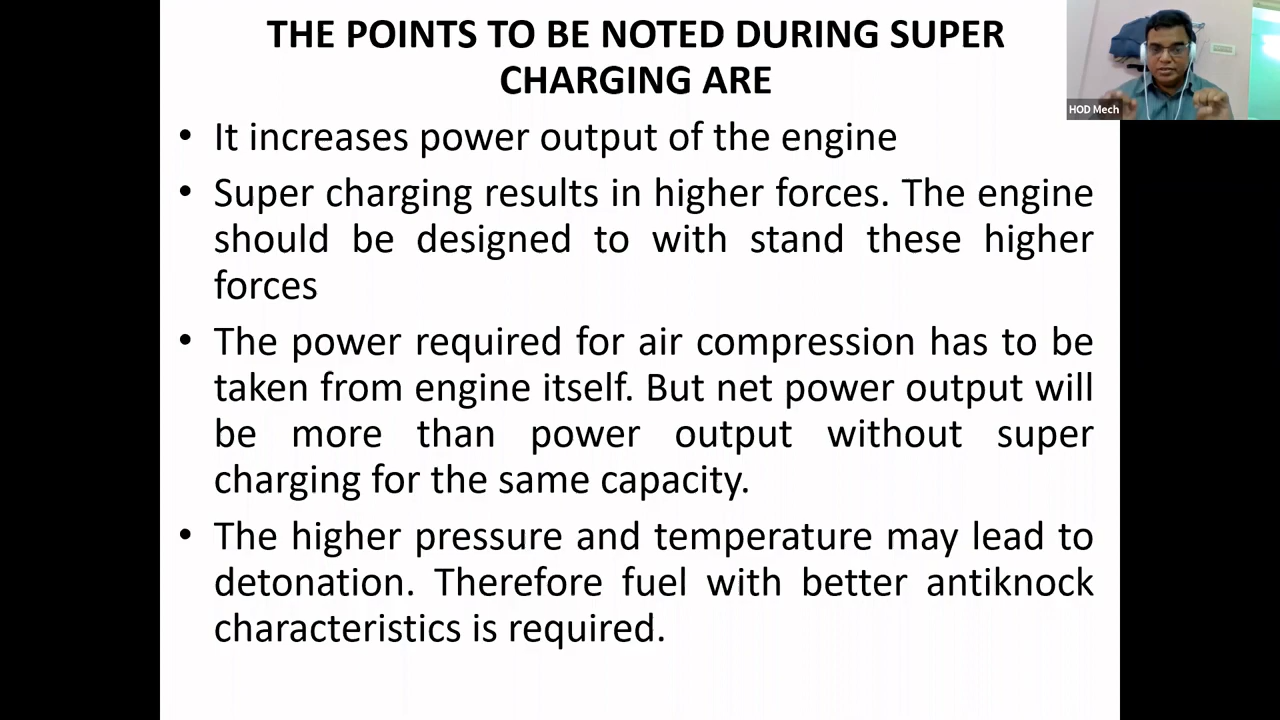 THE POINTS TO BE NOTED DURING SUPER
CHARGING ARE
HOD Mech
• It increases power output of the engine
• Super charging results in higher forces. The engine
should be designed to with stand these higher
forces
• The power required for air compression has to be
taken from engine itself. But net power output will
be more than power output without super
charging for the same capacity.
• The higher pressure and temperature may lead to
detonation. Therefore fuel with better antiknock
characteristics is required.